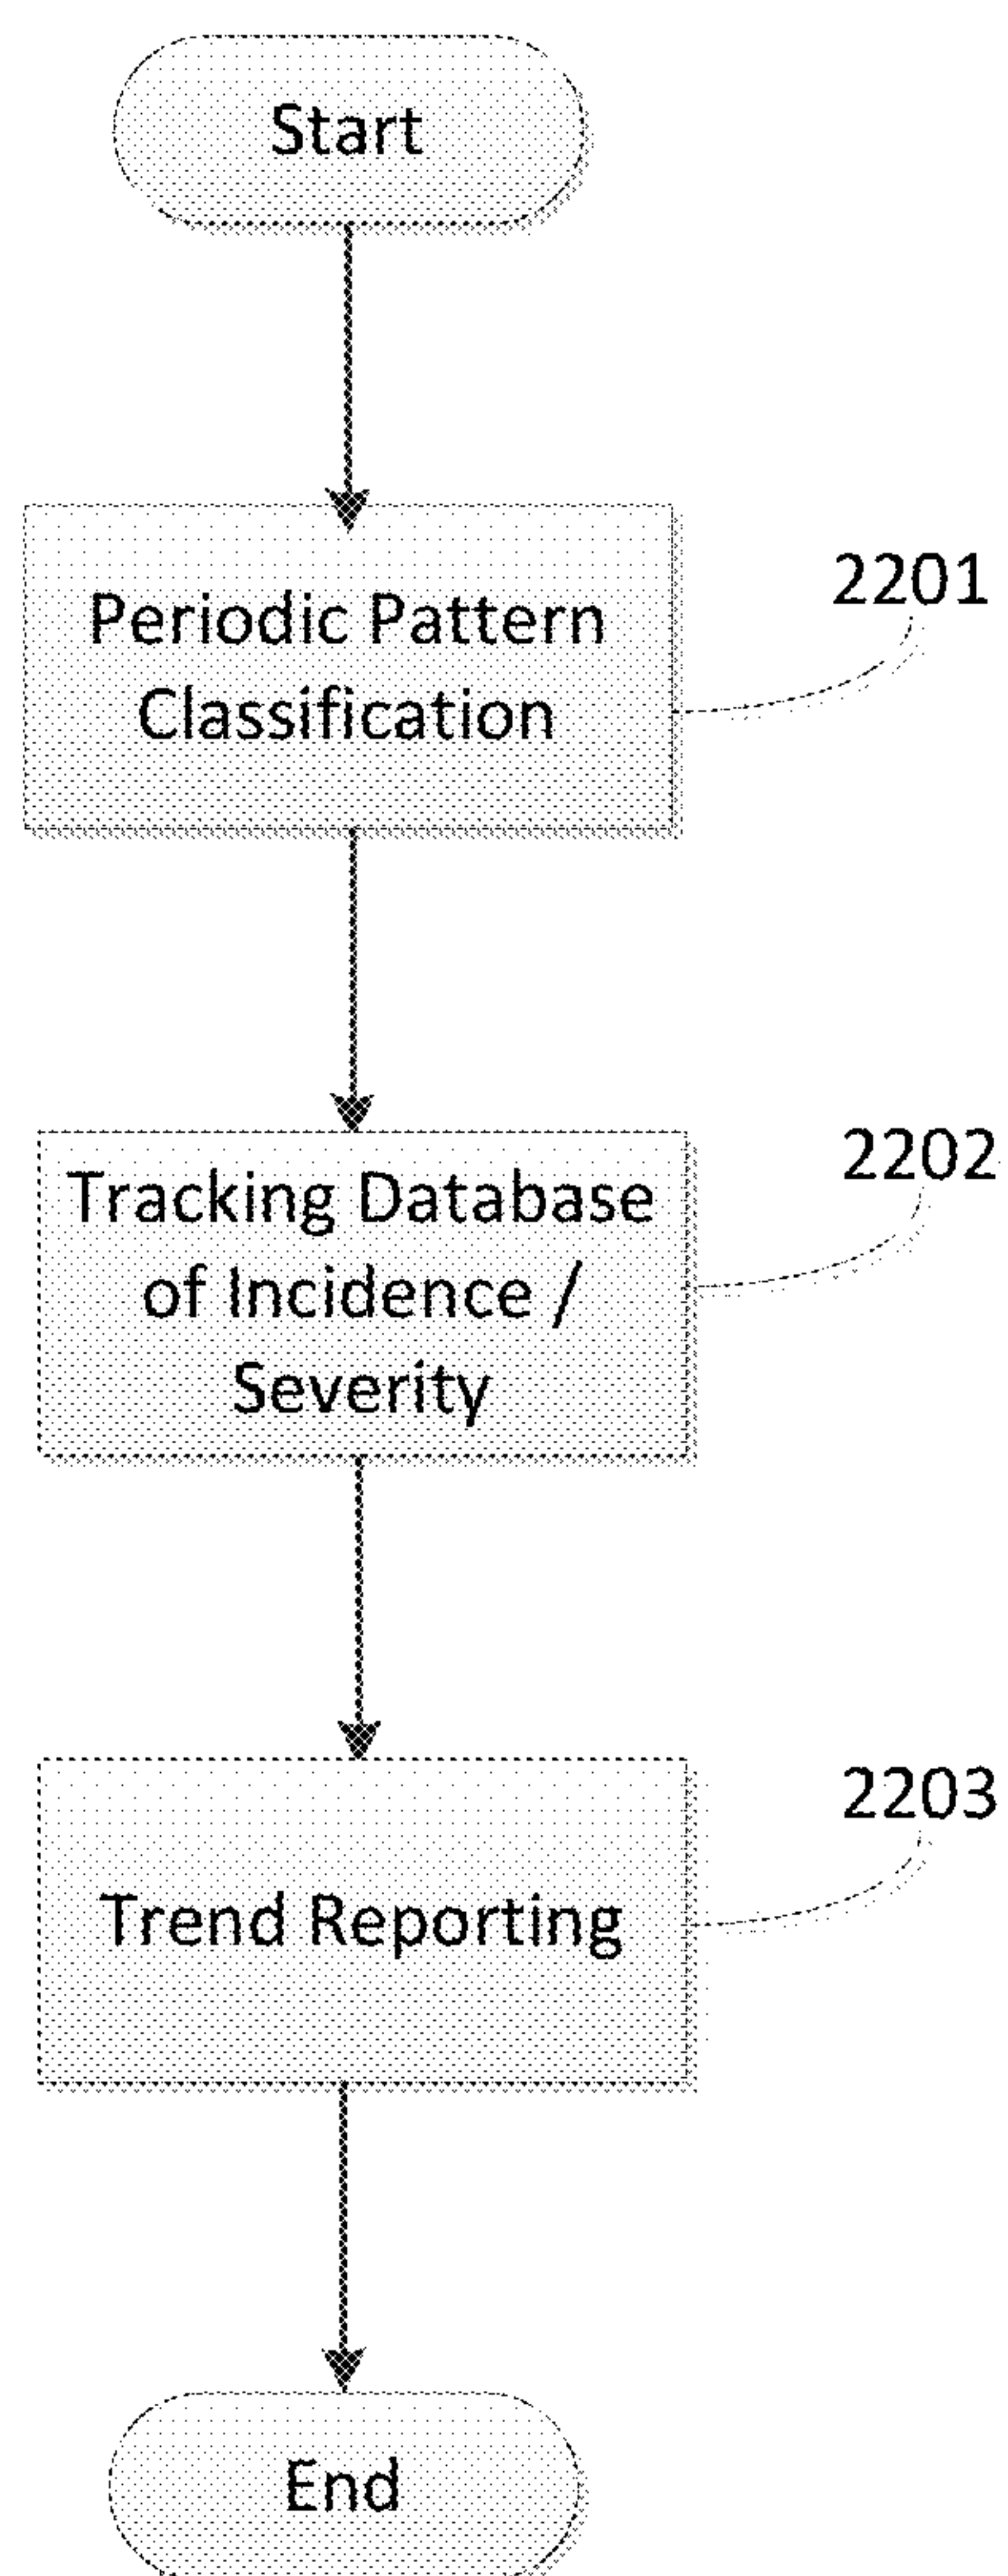 Start
Periodic Pattern
Classification
2201
Tracking Database
of Incidence /
Severity
2202
Trend Reporting
2203
End